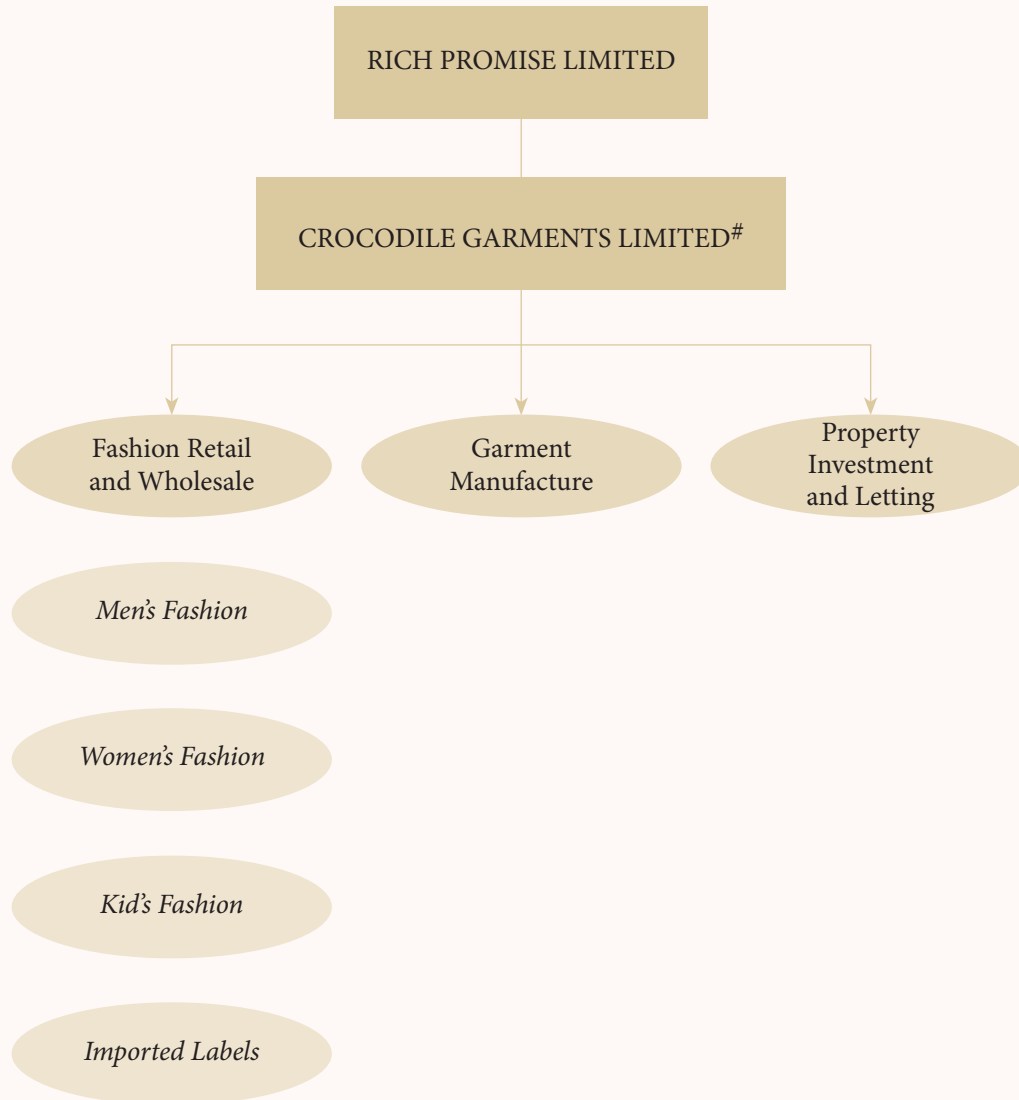 RICH PROMISE LIMITED
CROCODILE GARMENTS LIMITED#
Fashion Retail
and Wholesale
Garment
Manufacture
Property
Investment
and Letting
Men's Fashion
Women's Fashion
Kid's Fashion
Imported Labels